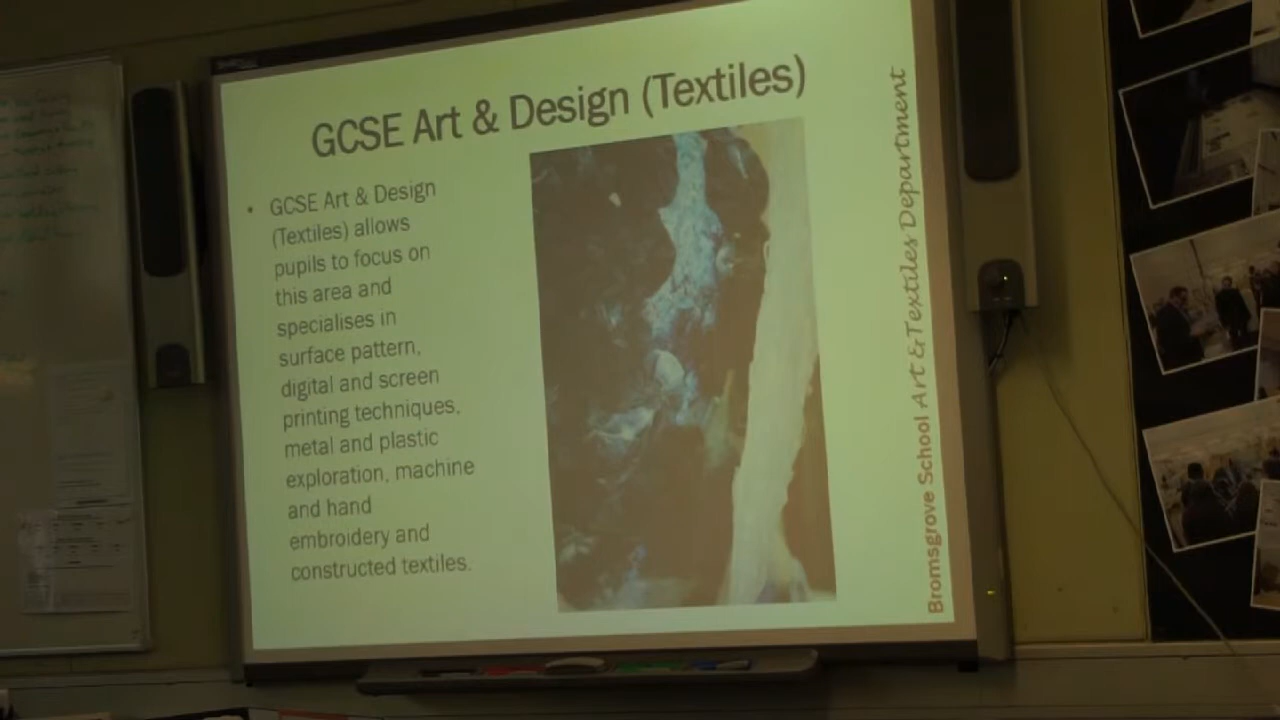 GCSE Art & Design (Textiles)
• GCSE Art & Design
(Textiles) allows
pupils to focus on
this area and
specialises in
surface pattern,
digital and screen
printing techniques,
metal and plastic
exploration, machine
and hand
embroidery and
constructed textiles.
Bromsgrove School Art & Textiles Department